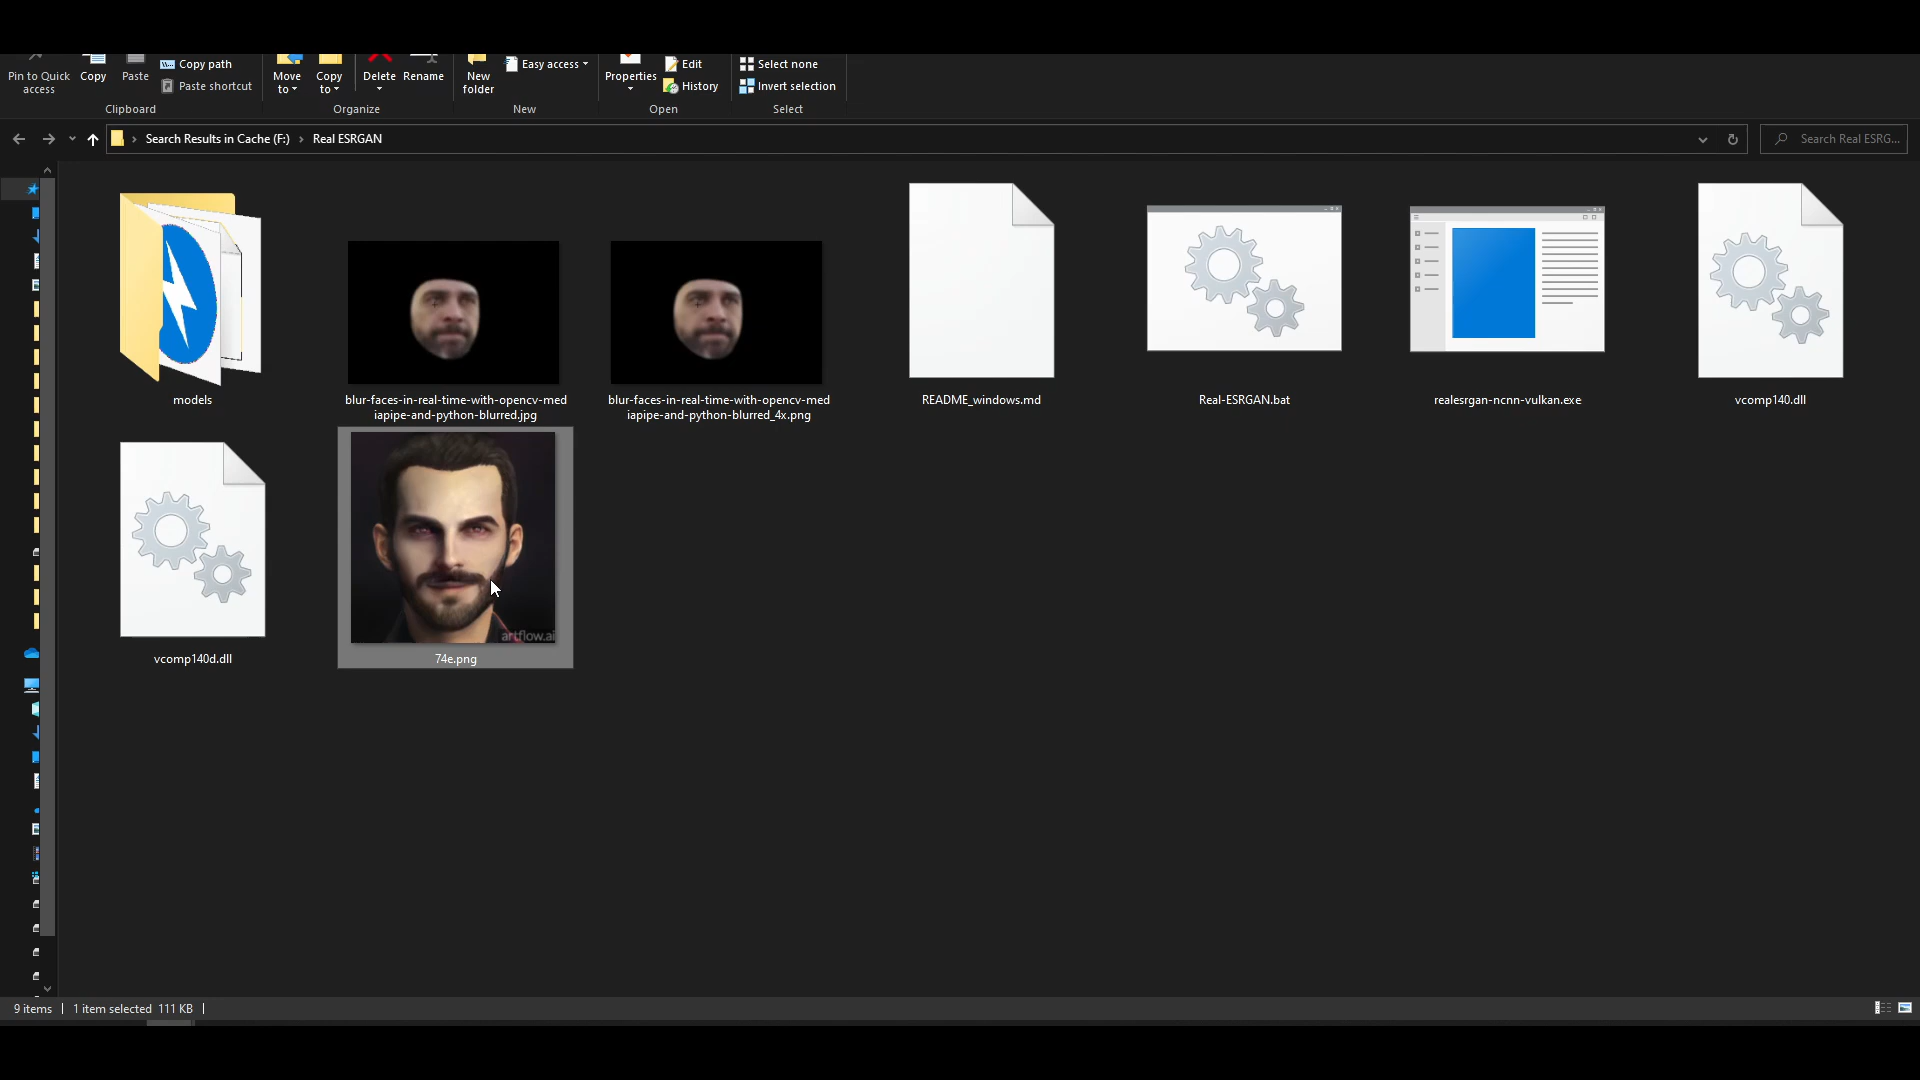 Pin to Quick access
Copy
Paste
Copy path
Paste shortcut
Move to
Copy to
Delete
Rename
New folder
Easy access
Properties
Edit
History
Select none
Invert selection
Clipboard
Organize
New
Open
Select
Search Results in Cache (F:)
Real ESRGAN
Search Real ESRG...
models
blur-faces-in-real-time-with-opencv-med
iapipe-and-python-blurred.jpg
blur-faces-in-real-time-with-opencv-med
iapipe-and-python-blurred_4x.png
README_windows.md
Real-ESRGAN.bat
realesrgan-ncnn-vulkan.exe
vcomp140.dll
vcomp140d.dll
artflow.ai
74e.png
9 items
1 item selected 111 KB